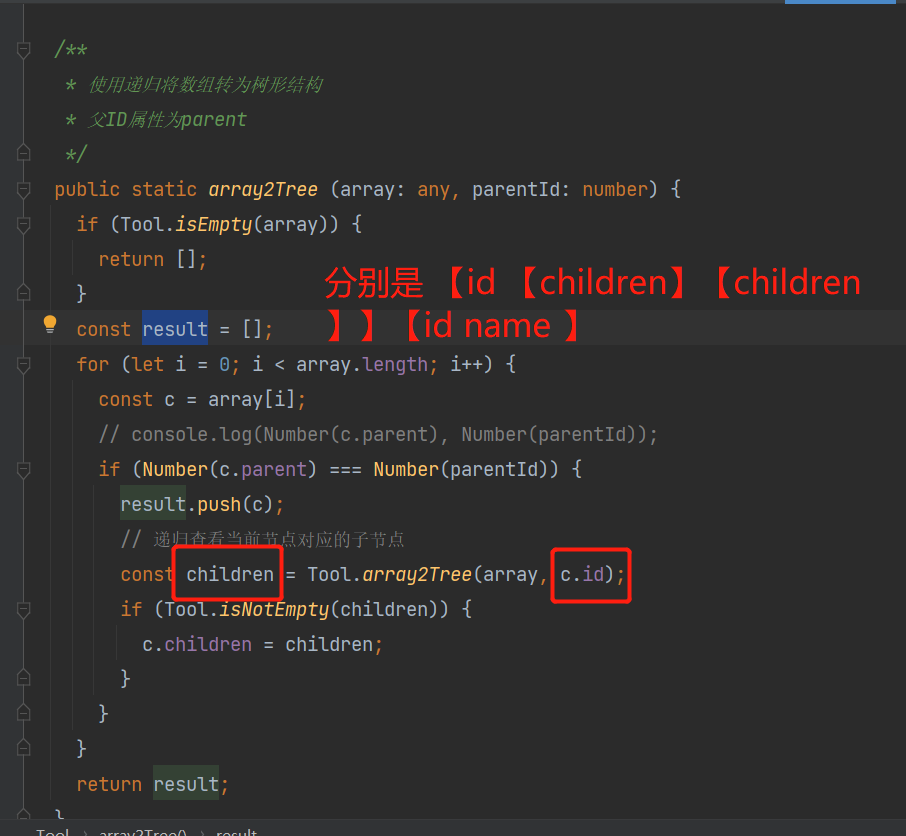 /**
* 使用递归将数组转为树形结构
* 父ID属性为parent
*/
public static array2Tree (array: any, parentId: number) {
if (Tool.isEmpty(array)) {
return [];
}
分别是 【id 【children】【children
】】【id name 】
const result = [];
for (let i = 0; i < array.length; i++) {
const c = array[i];
// console.log(Number(c.parent), Number(parentId));
if (Number(c.parent) === Number(parentId)) {
result.push(c);
// 递归查看当前节点对应的子节点
const children = Tool.array2Tree(array, c.id);
if (Tool.isNotEmpty(children)) {
c.children = children;
}
}
}
return result;
}
Tool > array2Tree() > result